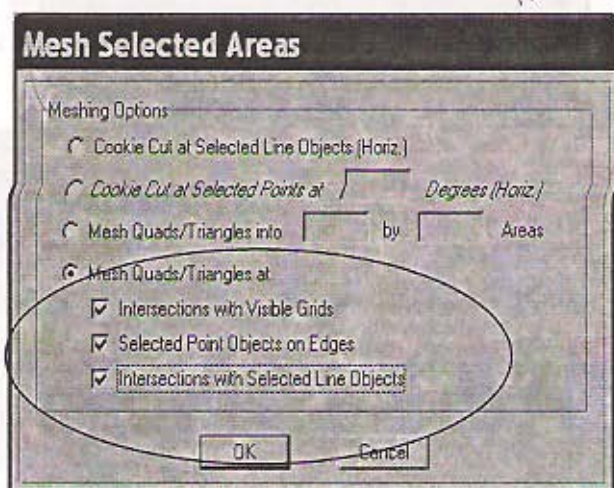 Mesh Selected Areas
Meshing Options
Cookie Cut at Selected Line Objects (Horiz.)
Cookie Cut at Selected Points at Degrees (Horiz.)
Mesh Quads/Triangles into by Areas
Mesh Quads/Triangles at
Intersections with Visible Grids
Selected Point Objects on Edges
Intersections with Selected Line Objects
OK Cancel